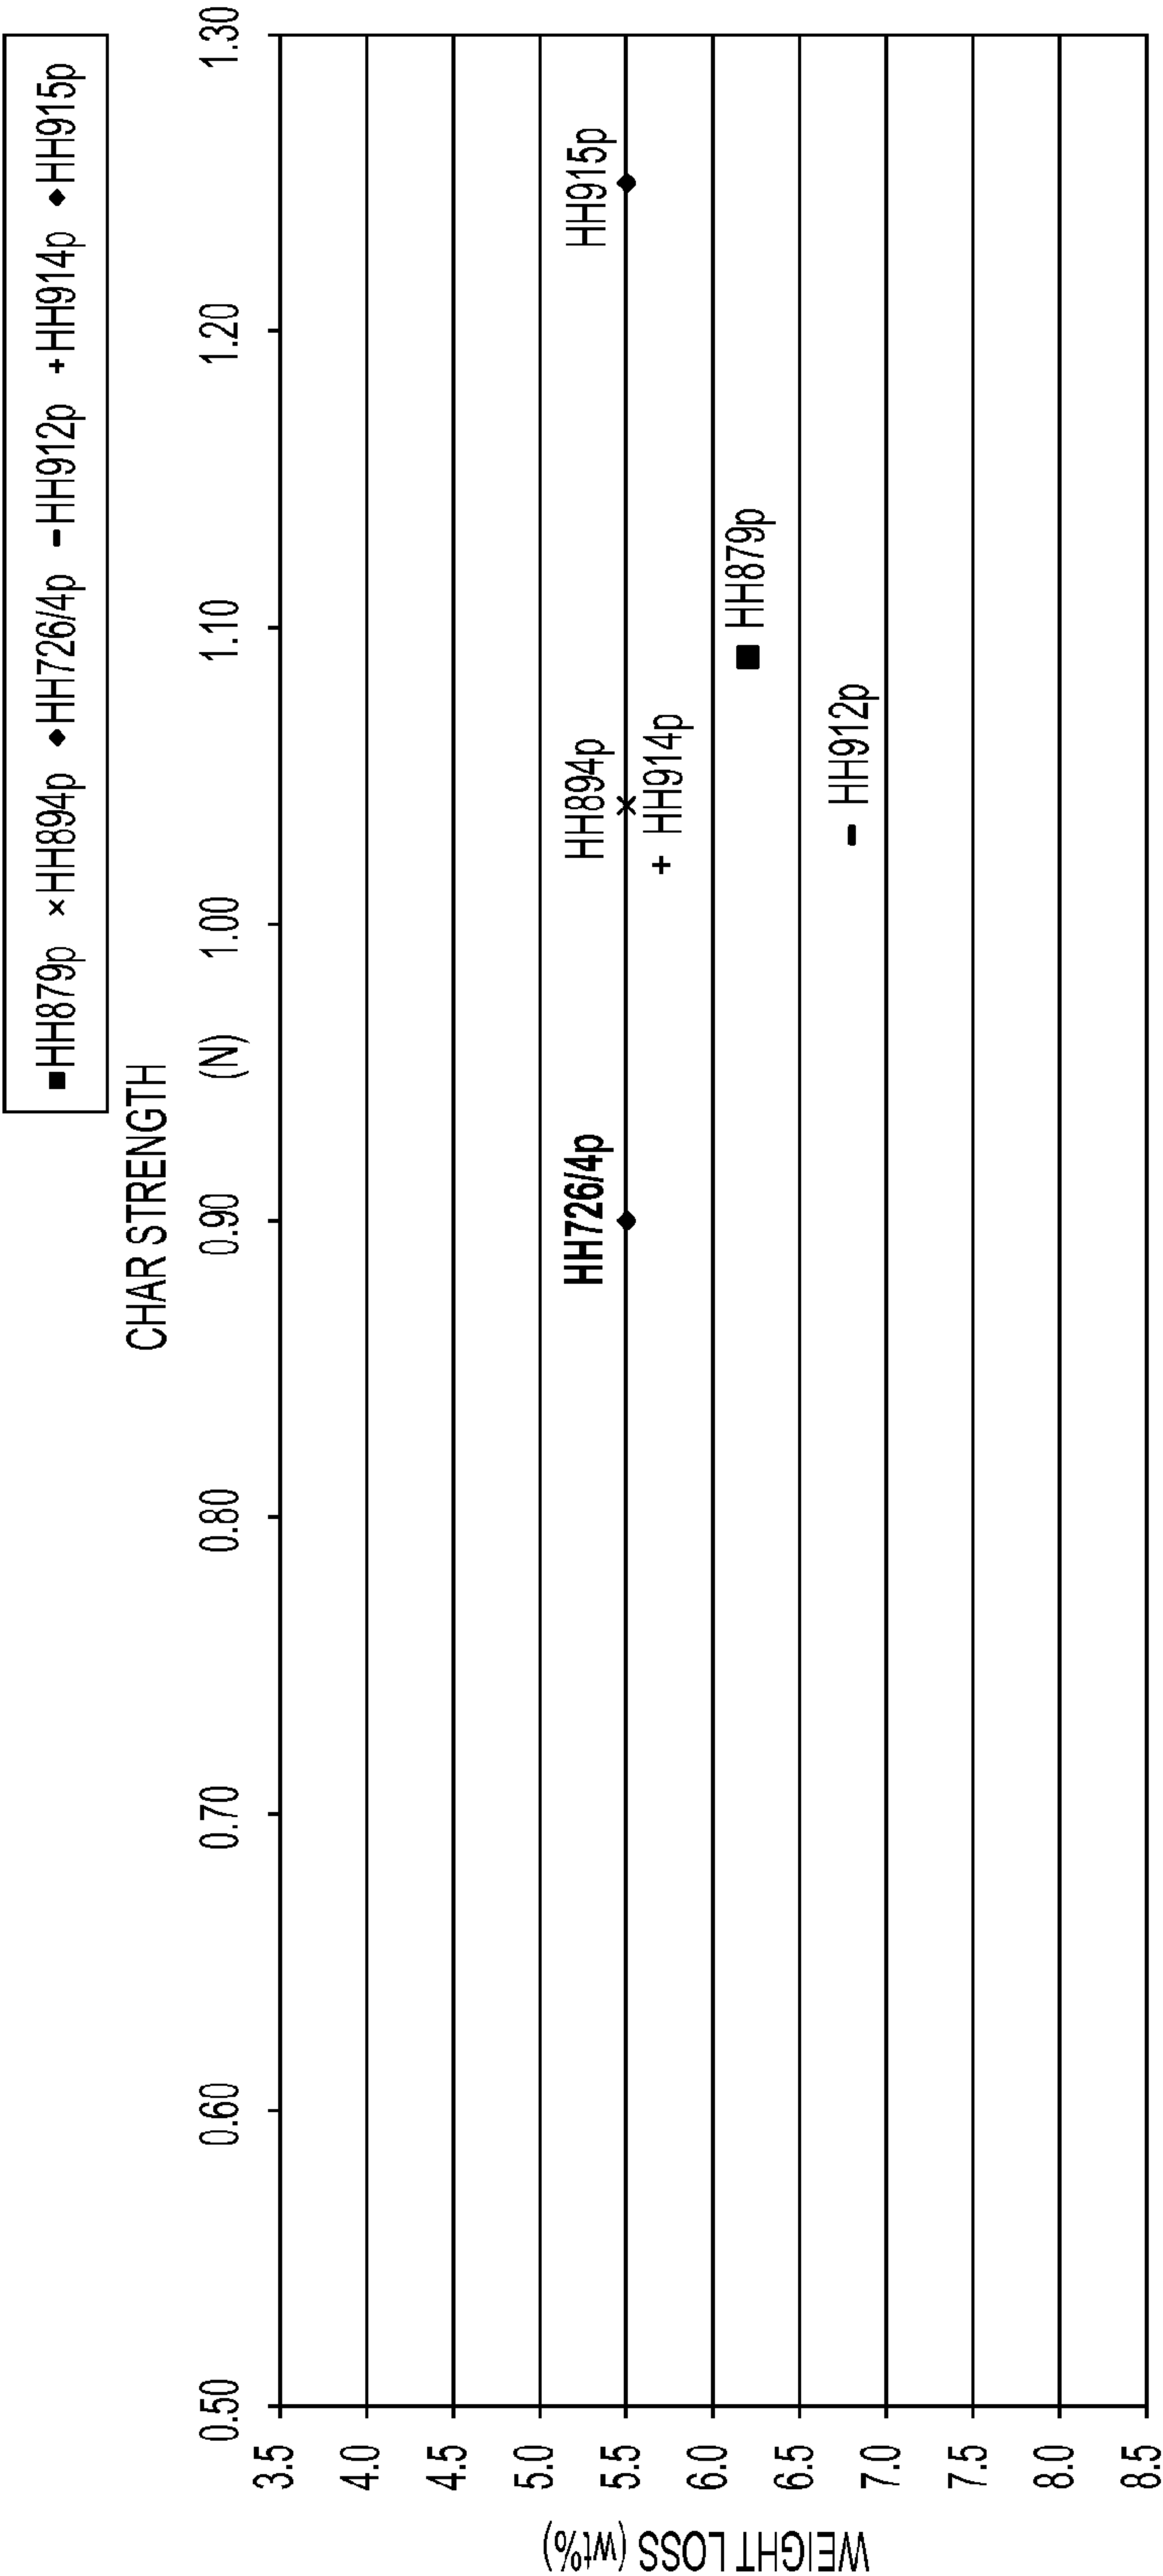 ■HH879p ×HH894p ◆HH726/4p −HH912p +HH914p ◆HH915p
CHAR STRENGTH
(N)
0.50 0.60 0.70 0.80 0.90 1.00 1.10 1.20 1.30
WEIGHT LOSS (wt%)
3.5
4.0
4.5
5.0
5.5
6.0
6.5
7.0
7.5
8.0
8.5
HH726/4p
HH894p
HH915p
HH914p
HH879p
HH912p